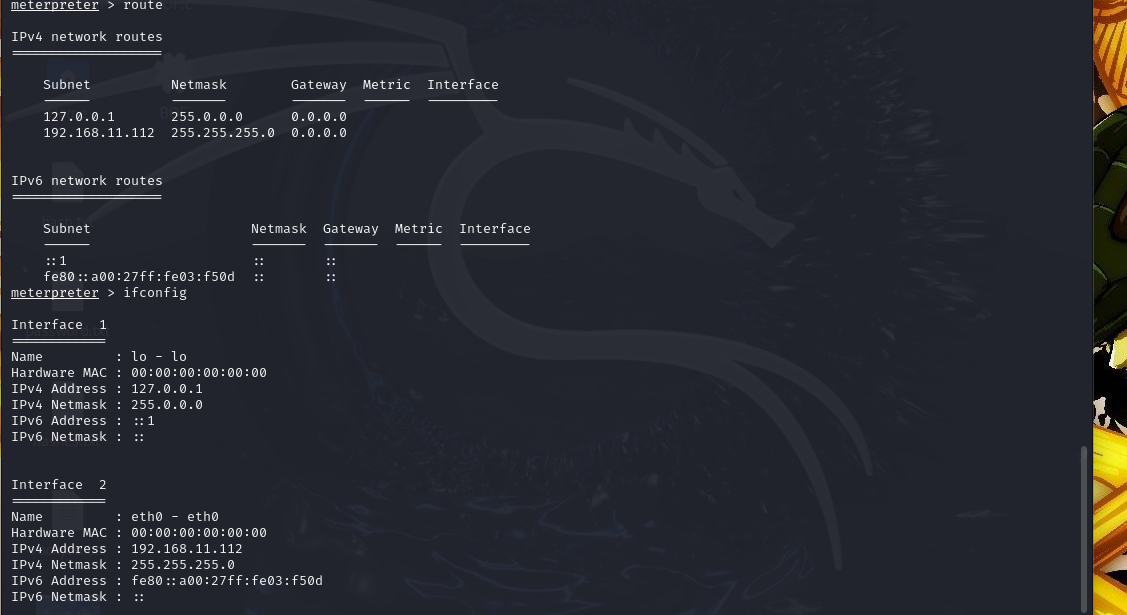 meterpreter > route
IPv4 network routes
Subnet Netmask Gateway Metric Interface
127.0.0.1 255.0.0.0 0.0.0.0
192.168.11.112 255.255.255.0 0.0.0.0
IPv6 network routes
Subnet Netmask Gateway Metric Interface
::1 :: ::
fe80::a00:27ff:fe03:f50d :: ::
meterpreter > ifconfig
Interface 1
Name : lo - lo
Hardware MAC : 00:00:00:00:00:00
IPv4 Address : 127.0.0.1
IPv4 Netmask : 255.0.0.0
IPv6 Address : ::1
IPv6 Netmask : ::
Interface 2
Name : eth0 - eth0
Hardware MAC : 00:00:00:00:00:00
IPv4 Address : 192.168.11.112
IPv4 Netmask : 255.255.255.0
IPv6 Address : fe80::a00:27ff:fe03:f50d
IPv6 Netmask : ::